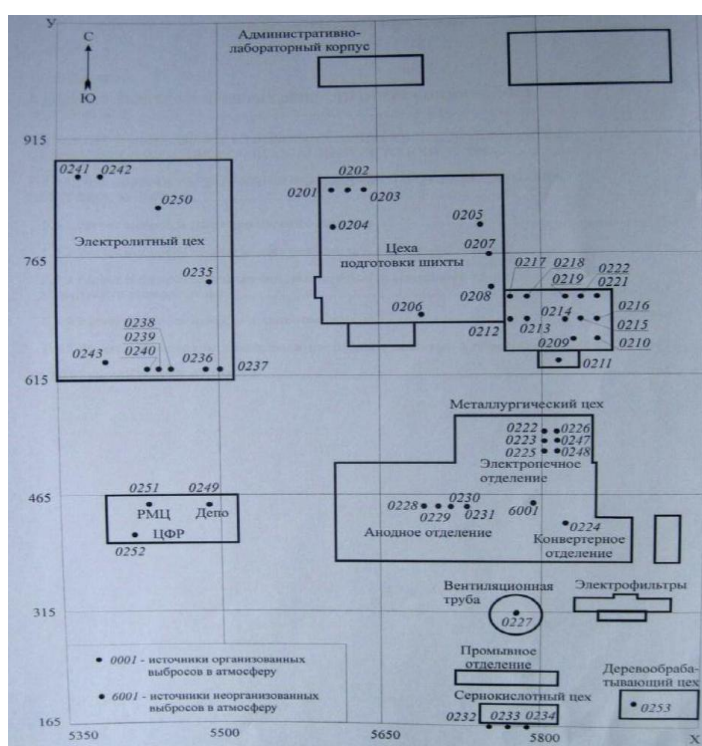 У
С
Ю
Административно-
лабораторный корпус
915
0241
0242
0250
Электролитный цех
0202
0201
0203
0204
0205
Цеха
подготовки шихты
0207
765
0235
0208
0206
0217
0218
0219
0222
0221
0238
0239
0240
0243
0236
0237
0212
0213
0214
0216
0215
0209
0210
0211
615
Металлургический цех
0222
0226
0223
0247
0225
0248
Электропечное
отделение
465
0251
0249
РМЦ
Депо
ЦФР
0252
0228
0229
0230
0231
6001
0224
Анодное отделение
Конвертерное
отделение
315
Вентиляционная
труба
0227
Электрофильтры
0001 - источники организованных
выбросов в атмосферу
6001 - источники неорганизованных
выбросов в атмосферу
Промывное
отделение
Сернокислотный цех
0232
0233
0234
Деревообраба-
тывающий цех
0253
165
5350
5500
5650
5800
Х